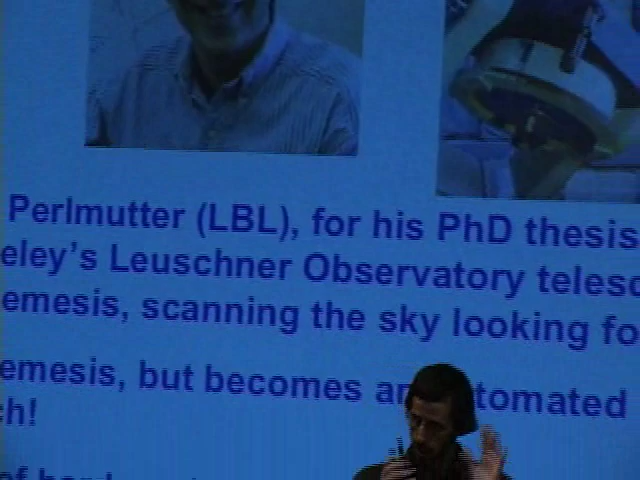 Perlmutter (LBL), for his PhD thesis
eley's Leuschner Observatory telesc
emesis, scanning the sky looking fo
emesis, but becomes an tomated
ch!
of